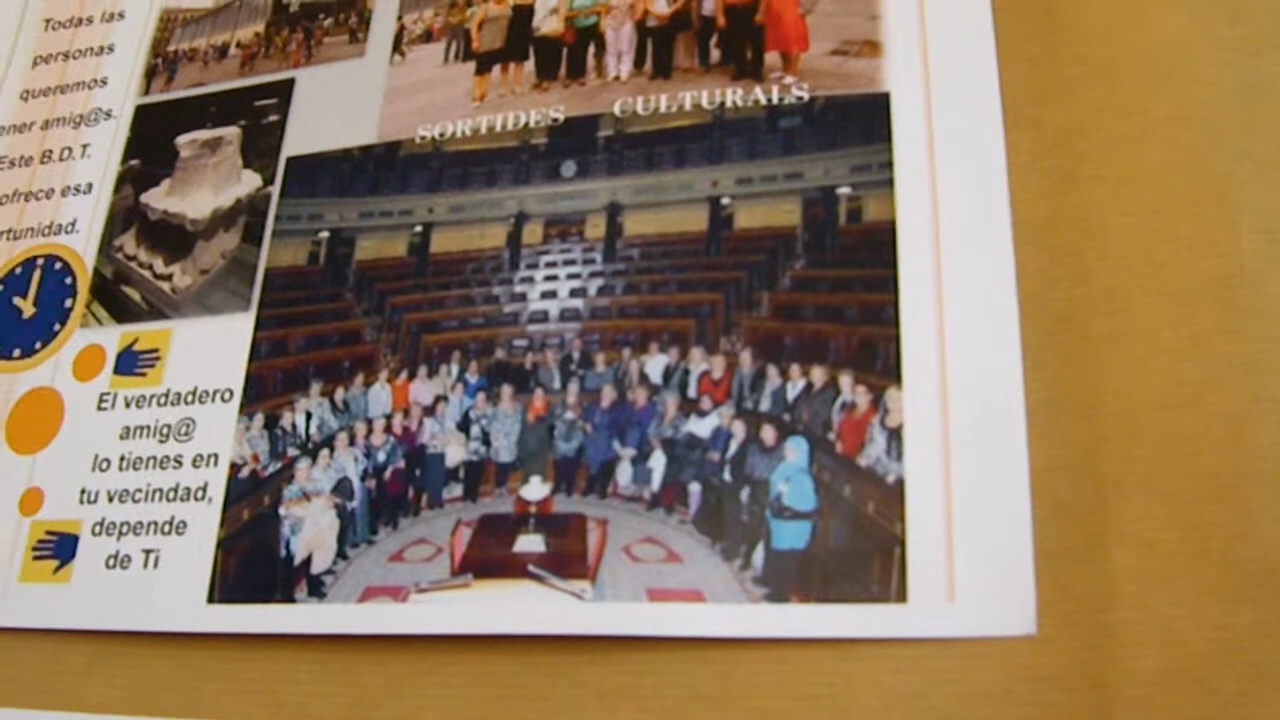 Todas las
personas
queremos
ener amig@s.
Este B.D.T.
ofrece esa
rtunidad.
SORTIDES CULTURALS
El verdadero
amig@
lo tienes en
tu vecindad,
depende
de Ti